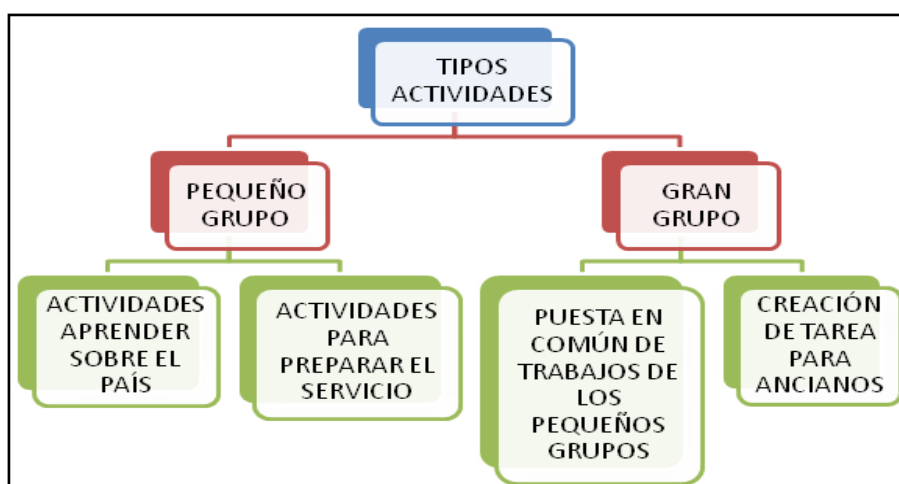 TIPOS
ACTIVIDADES
PEQUEÑO
GRUPO
GRAN
GRUPO
ACTIVIDADES
APRENDER
SOBRE EL
PAÍS
ACTIVIDADES
PARA
PREPARAR EL
SERVICIO
PUESTA EN
COMÚN DE
TRABAJOS DE
LOS
PEQUEÑOS
GRUPOS
CREACIÓN
DE TAREA
PARA
ANCIANOS